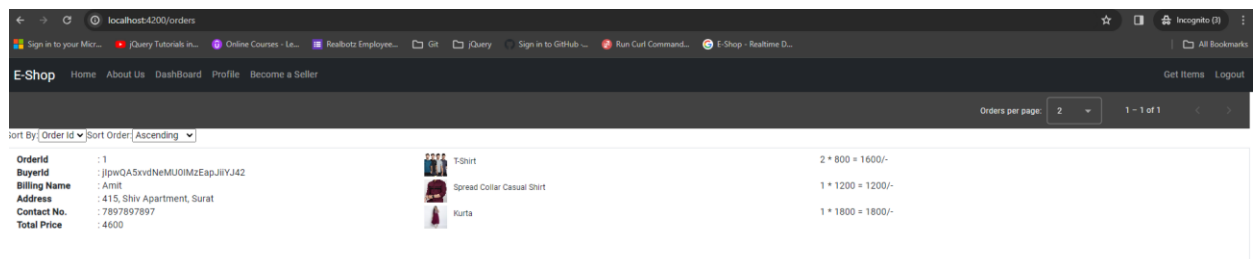 localhost:4200/orders
Incognito (3)
Sign in to your Micr... jQuery Tutorials in... Online Courses - Le... Realbotz Employee... Git jQuery Sign in to GitHub ·... Run Curl Command... E-Shop - Realtime D... All Bookmarks
E-Shop Home About Us DashBoard Profile Become a Seller Get Items Logout
Orders per page: 2 1 – 1 of 1
Sort By: Order Id Sort Order: Ascending
OrderId : 1 T-Shirt 2 * 800 = 1600/-
BuyerId
Billing Name : Amit Spread Collar Casual Shirt 1 * 1200 = 1200/-
Address : 415, Shiv Apartment, Surat
Contact No. : 7897897897 Kurta 1 * 1800 = 1800/-
Total Price : 4600